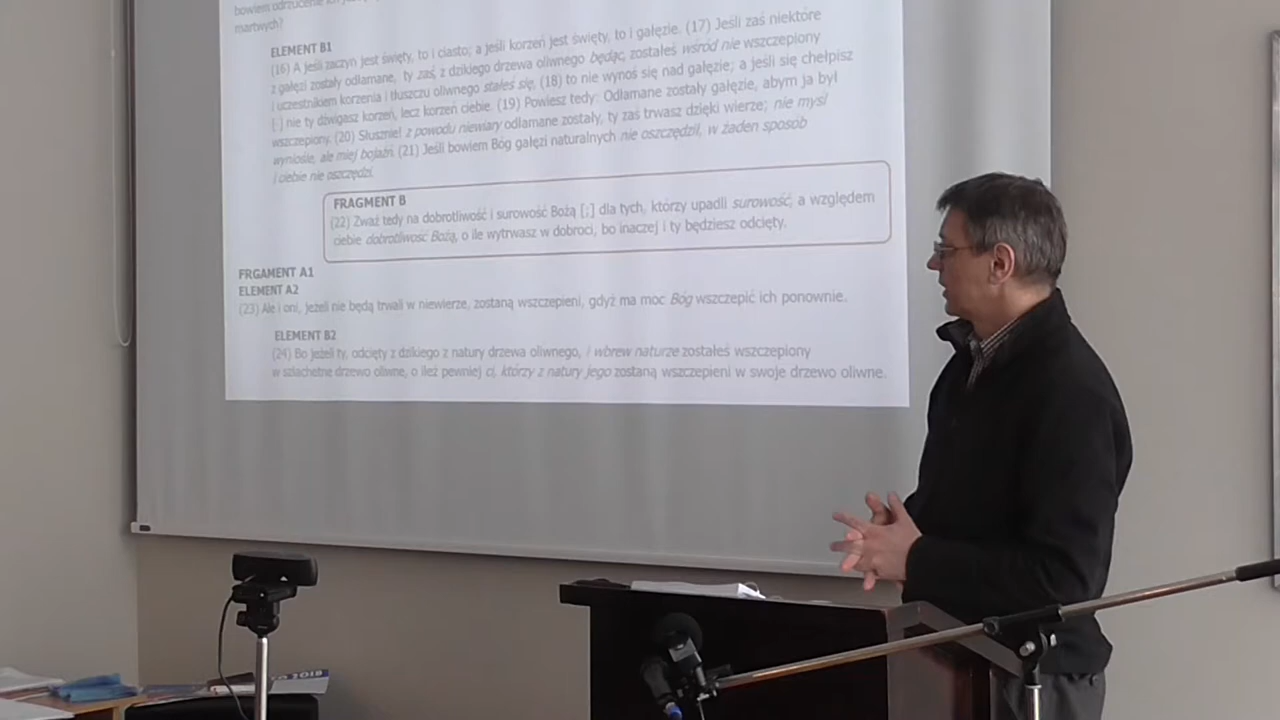 bowiem odrzucenie ich
martwych?
ELEMENT B1
(16) A jeśli zaczyn jest święty, to i ciasto; a jeśli korzeń jest święty, to i gałęzie. (17) Jeśli zaś niektóre
z gałęzi zostały odłamane, ty zaś, z dzikiego drzewa oliwnego będąc, zostałeś wśród nie wszczepiony
i uczestnikiem korzenia i tłuszczu oliwnego stałeś się, (18) to nie wynoś się nad gałęzie; a jeśli się chełpisz
[:] nie ty dźwigasz korzeń, lecz korzeń ciebie. (19) Powiesz tedy: Odłamane zostały gałęzie, abym ja był
wszczepiony. (20) Słusznie! z powodu niewiary odłamane zostały, ty zaś trwasz dzięki wierze; nie myśl
wyniośle, ale miej bojaźń. (21) Jeśli bowiem Bóg gałęzi naturalnych nie oszczędził, w żaden sposób
i ciebie nie oszczędzi.
FRAGMENT B
(22) Zważ tedy na dobrotliwość i surowość Bożą [;] dla tych, którzy upadli surowość, a względem
ciebie dobrotliwość Bożą, o ile wytrwasz w dobroci, bo inaczej i ty będziesz odcięty.
FRGAMENT A1
ELEMENT A2
(23) Ale i oni, jeżeli nie będą trwali w niewierze, zostaną wszczepieni, gdyż ma moc Bóg wszczepić ich ponownie.
ELEMENT B2
(24) Bo jeżeli ty, odcięty z dzikiego z natury drzewa oliwnego, i wbrew naturze zostałeś wszczepiony
w szlachetne drzewo oliwne, o ileż pewniej ci, którzy z natury jego zostaną wszczepieni w swoje drzewo oliwne.
2018